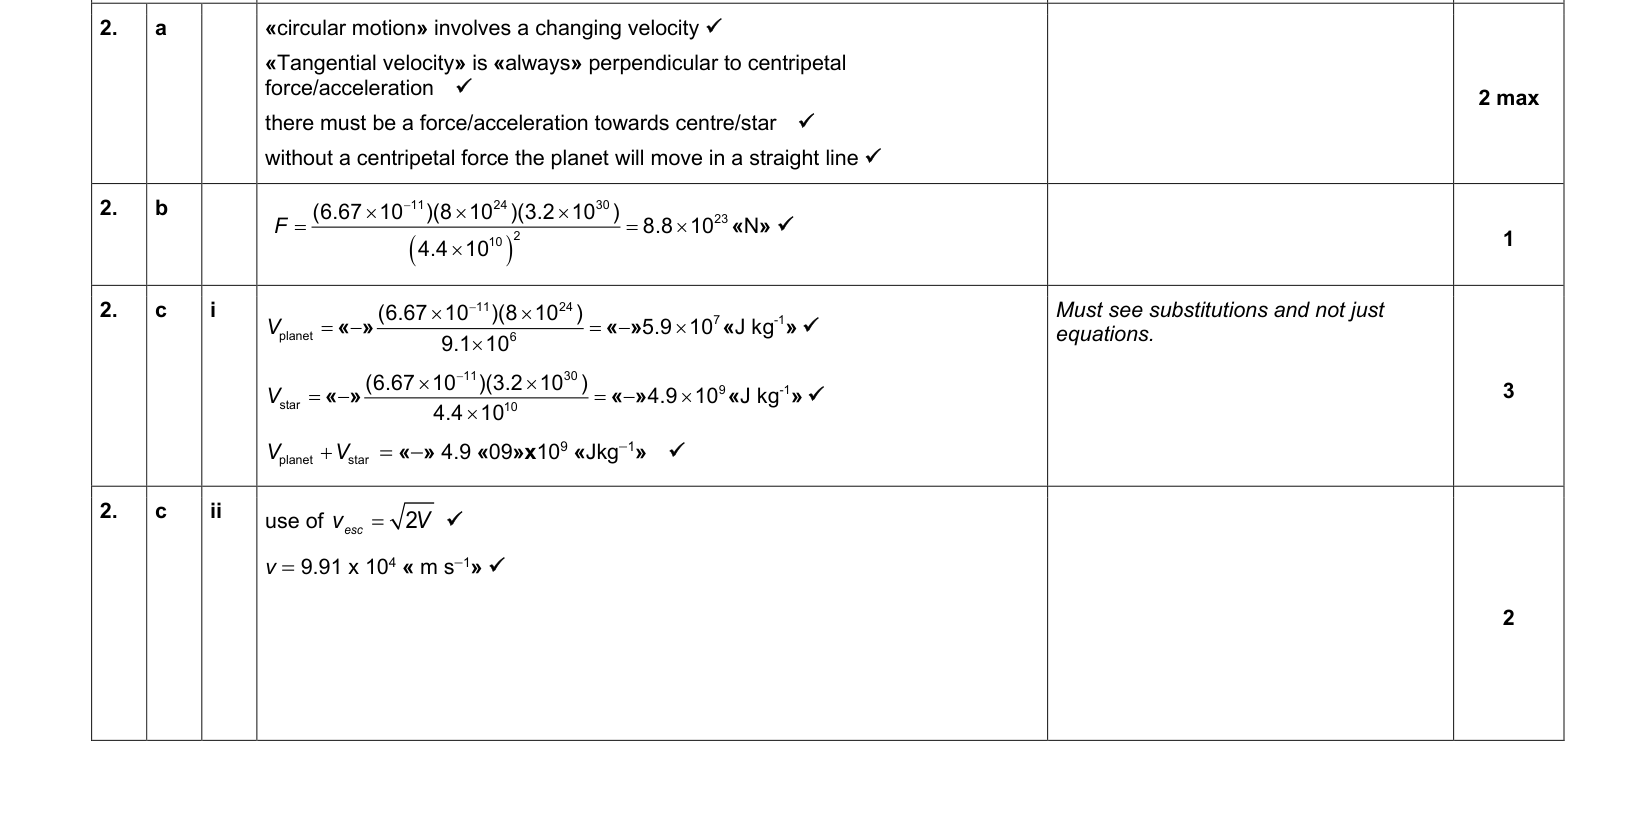 2. a «circular motion» involves a changing velocity ✓
«Tangential velocity» is «always» perpendicular to centripetal
force/acceleration ✓
there must be a force/acceleration towards centre/star ✓
without a centripetal force the planet will move in a straight line ✓
2 max
2. b F = (6.67×10⁻¹¹)(8×10²⁴)(3.2×10³⁰) / (4.4×10¹⁰)² = 8.8×10²³ «N» ✓
1
2. c i V_planet = «−» (6.67×10⁻¹¹)(8×10²⁴) / 9.1×10⁶ = «−»5.9×10⁷ «J kg⁻¹» ✓
V_star = «−» (6.67×10⁻¹¹)(3.2×10³⁰) / 4.4×10¹⁰ = «−»4.9×10⁹ «J kg⁻¹» ✓
V_planet + V_star = «−» 4.9 «09»x10⁹ «Jkg⁻¹» ✓
Must see substitutions and not just
equations.
3
2. c ii use of v_esc = √2V ✓
v = 9.91 x 10⁴ « m s⁻¹» ✓
2